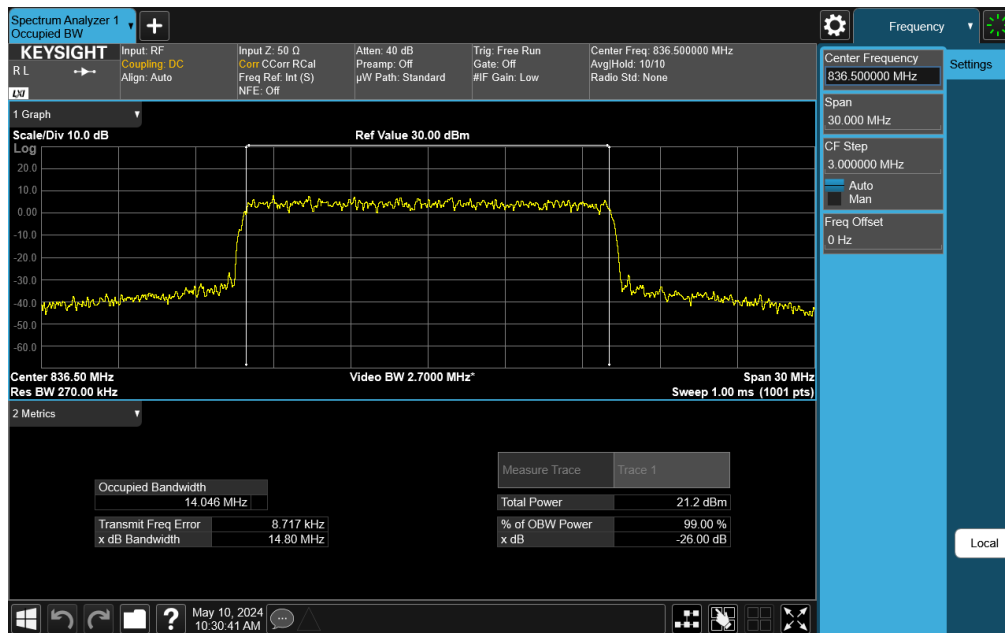 Spectrum Analyzer 1
Occupied BW
Frequency
KEYSIGHT
R L
LXI
Input: RF
Coupling: DC
Align: Auto
Input Z: 50 Ω
Corr CCorr RCal
Freq Ref: Int (S)
NFE: Off
Atten: 40 dB
Preamp: Off
µW Path: Standard
Trig: Free Run
Gate: Off
#IF Gain: Low
Center Freq: 836.500000 MHz
Avg|Hold: 10/10
Radio Std: None
Center Frequency
836.500000 MHz
Settings
Span
30.000 MHz
CF Step
3.000000 MHz
Auto
Man
Freq Offset
0 Hz
Local
1 Graph
Scale/Div 10.0 dB
Ref Value 30.00 dBm
Log
20.0
10.0
0.00
-10.0
-20.0
-30.0
-40.0
-50.0
-60.0
Center 836.50 MHz
Video BW 2.7000 MHz*
Span 30 MHz
Res BW 270.00 kHz
Sweep 1.00 ms (1001 pts)
2 Metrics
Measure Trace
Trace 1
Occupied Bandwidth
14.046 MHz
Total Power
21.2 dBm
Transmit Freq Error
8.717 kHz
% of OBW Power
99.00 %
x dB Bandwidth
14.80 MHz
x dB
-26.00 dB
May 10, 2024
10:30:41 AM